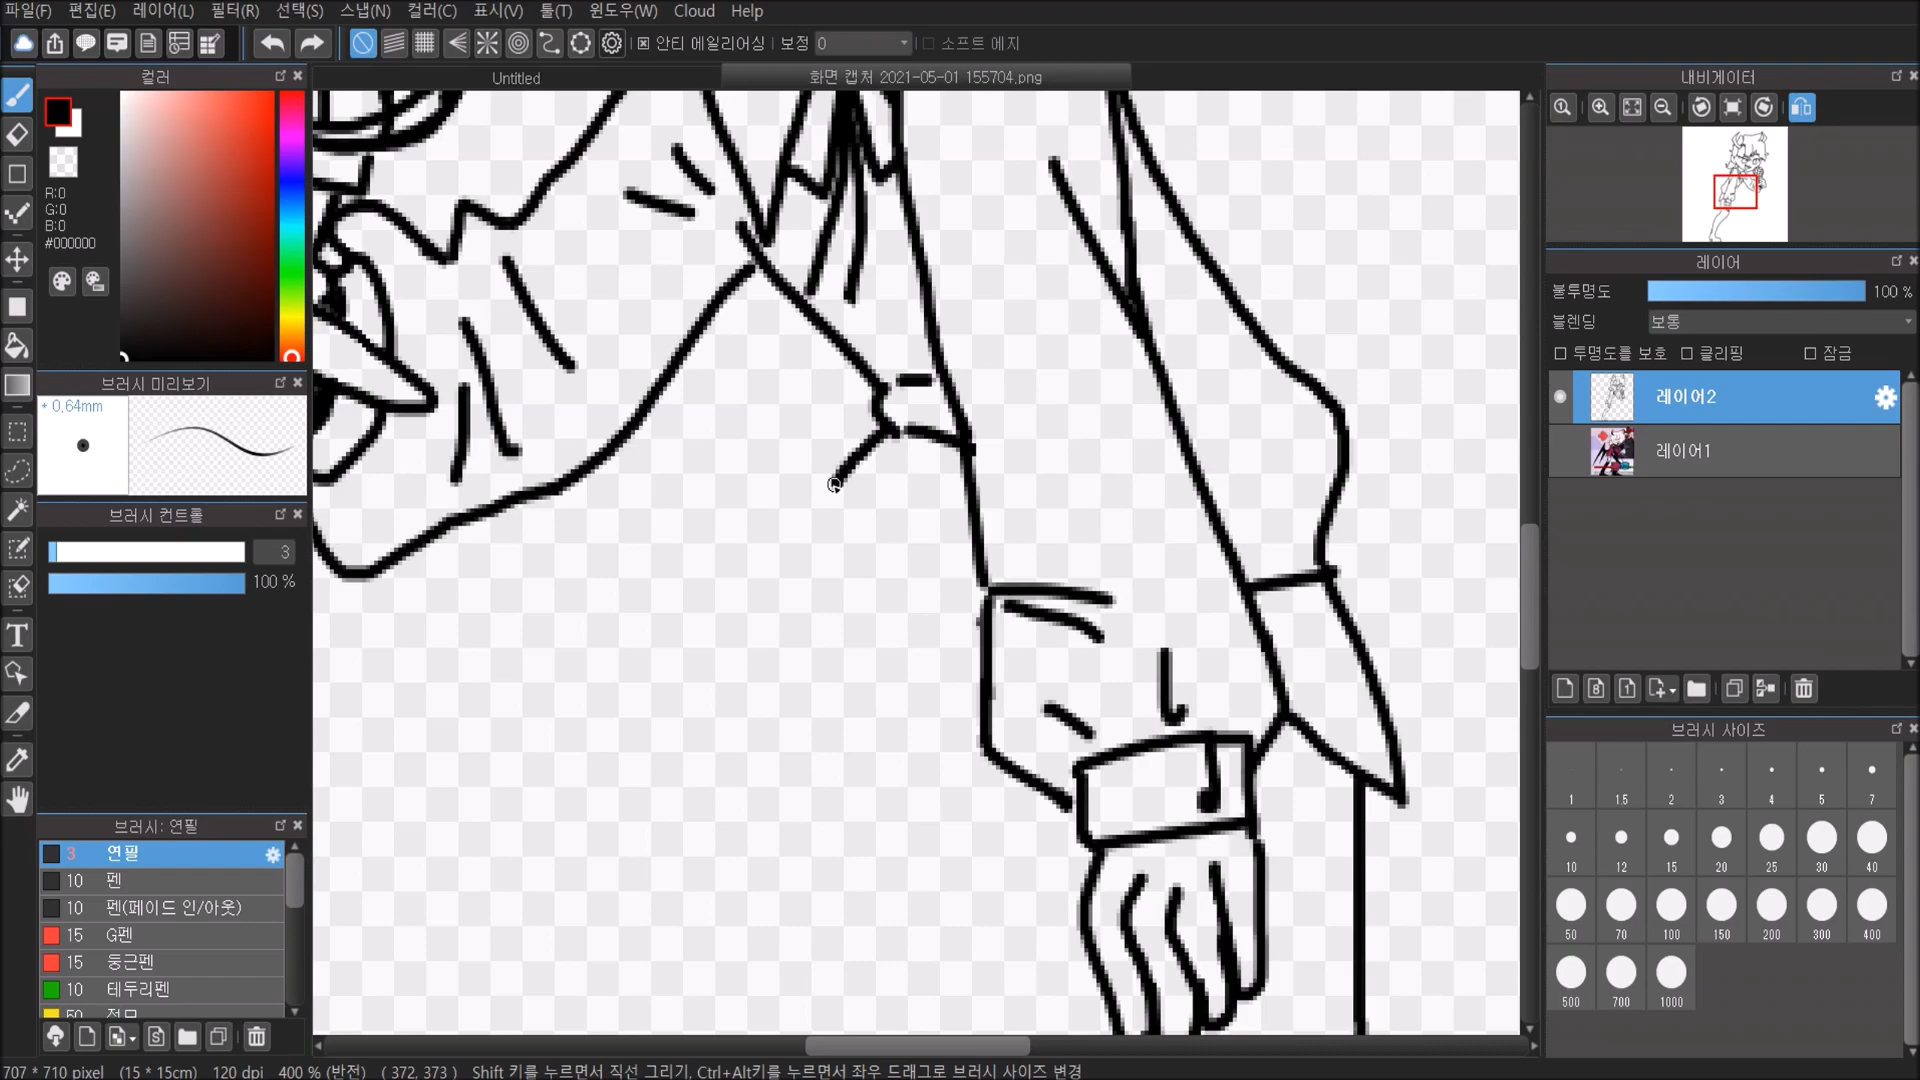 파일(F) 편집(E) 레이어(L) 필터(R) 선택(S) 스냅(N) 컬러(C) 표시(V) 툴(T) 윈도우(W) Cloud Help
안티 에일리어싱 보정 0 소프트 에지
컬러
Untitled
화면 캡처 2021-05-01 155704.png
내비게이터
R:0
G:0
B:0
#000000
브러시 미리보기
* 0,64mm
브러시 컨트롤
3
100 %
브러시: 연필
3 연필
10 펜
10 펜(페이드 인/아웃)
15 G펜
15 둥근펜
10 테두리펜
레이어
불투명도 100 %
블렌딩 보통
투명도를 보호 클리핑 잠금
레이어2
레이어1
브러시 사이즈
1 1.5 2 3 4 5 7
10 12 15 20 25 30 40
50 70 100 150 200 300 400
500 700 1000
707 * 710 pixel (15 * 15cm) 120 dpi 400 % (반전) ( 372, 373 ) Shift 키를 누르면서 직선 그리기, Ctrl+Alt키를 누르면서 좌우 드래그로 브러시 사이즈 변경